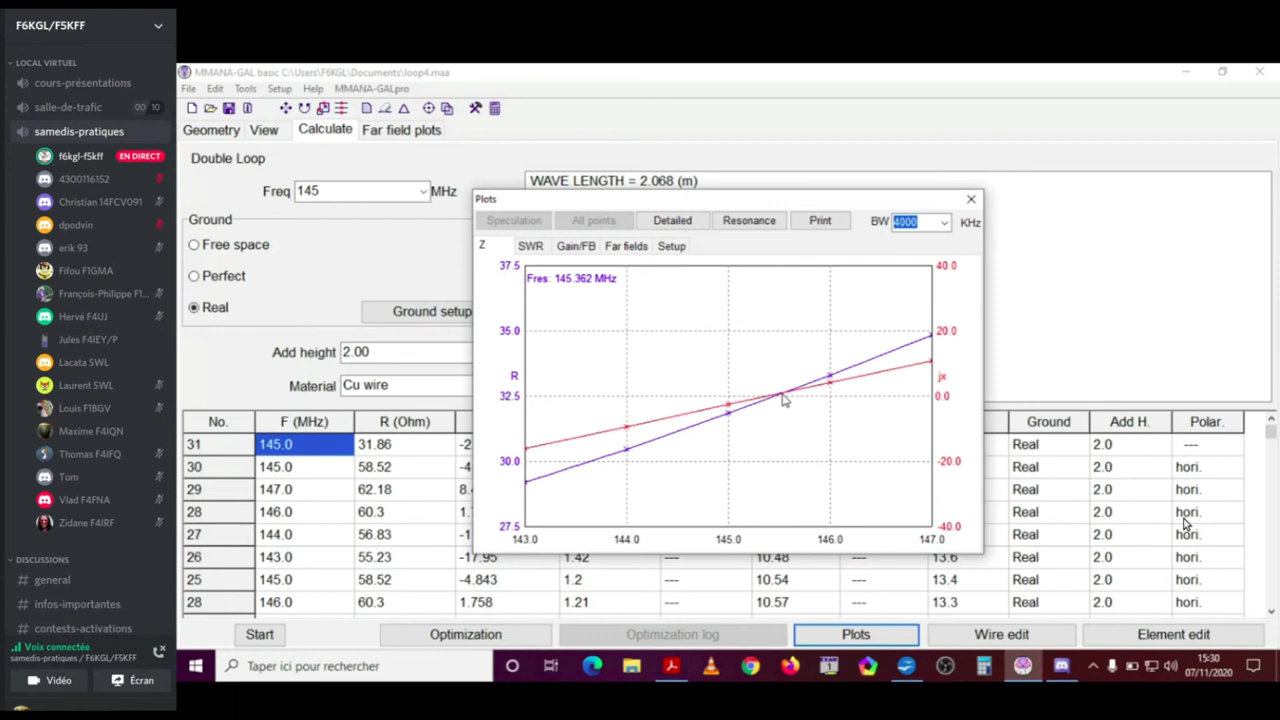 F6KGL/F5KFF
LOCAL VIRTUEL
cours-présentations
salle-de-trafic 00 10
samedis-pratiques
f6kgl-f5kff EN DIRECT
4300116152
Christian 14FCV091
dpodvin
erik 93
Fifou F1GMA
François-Philippe F1...
Hervé F4IJJ
Jules F4IEY/P
Lacata SWL
Laurent SWL
Louis F1BGV
Maxime F4IQN
Thomas F4IFQ
Tom
Vlad F4FNA
Zidane F4IRF
DISCUSSIONS
# general
# infos-importantes
# contests-activations
Voix connectée
samedis-pratiques / F6KGL/F5KFF
Vidéo Écran
MMANA-GAL basic C:\Users\F6KGL\Documents\loop4.maa
File Edit Tools Setup Help MMANA-GALpro
Geometry View Calculate Far field plots
Double Loop
Freq 145 MHz
WAVE LENGTH = 2.068 (m)
Ground
Free space
Perfect
Real
Ground setup
Add height 2.00
Material Cu wire
Plots
Speculation All points Detailed Resonance Print BW 4000 KHz
Z SWR Gain/FB Far fields Setup
37.5 40.0
Fres: 145.362 MHz
35.0 20.0
R jx
32.5 0.0
30.0 -20.0
27.5 -40.0
143.0 144.0 145.0 146.0 147.0
No. F (MHz) R (Ohm) Ground Add H. Polar.
31 145.0 31.86 -2 Real 2.0 ---
30 145.0 58.52 -4 Real 2.0 hori.
29 147.0 62.18 8. Real 2.0 hori.
28 146.0 60.3 1. Real 2.0 hori.
27 144.0 56.83 -1 Real 2.0 hori.
26 143.0 55.23 -17.95 1.42 --- 10.48 --- 13.6 Real 2.0 hori.
25 145.0 58.52 -4.843 1.2 --- 10.54 --- 13.4 Real 2.0 hori.
28 146.0 60.3 1.758 1.21 --- 10.57 --- 13.3 Real 2.0 hori.
Start Optimization Optimization log Plots Wire edit Element edit
Taper ici pour rechercher
15:30
07/11/2020